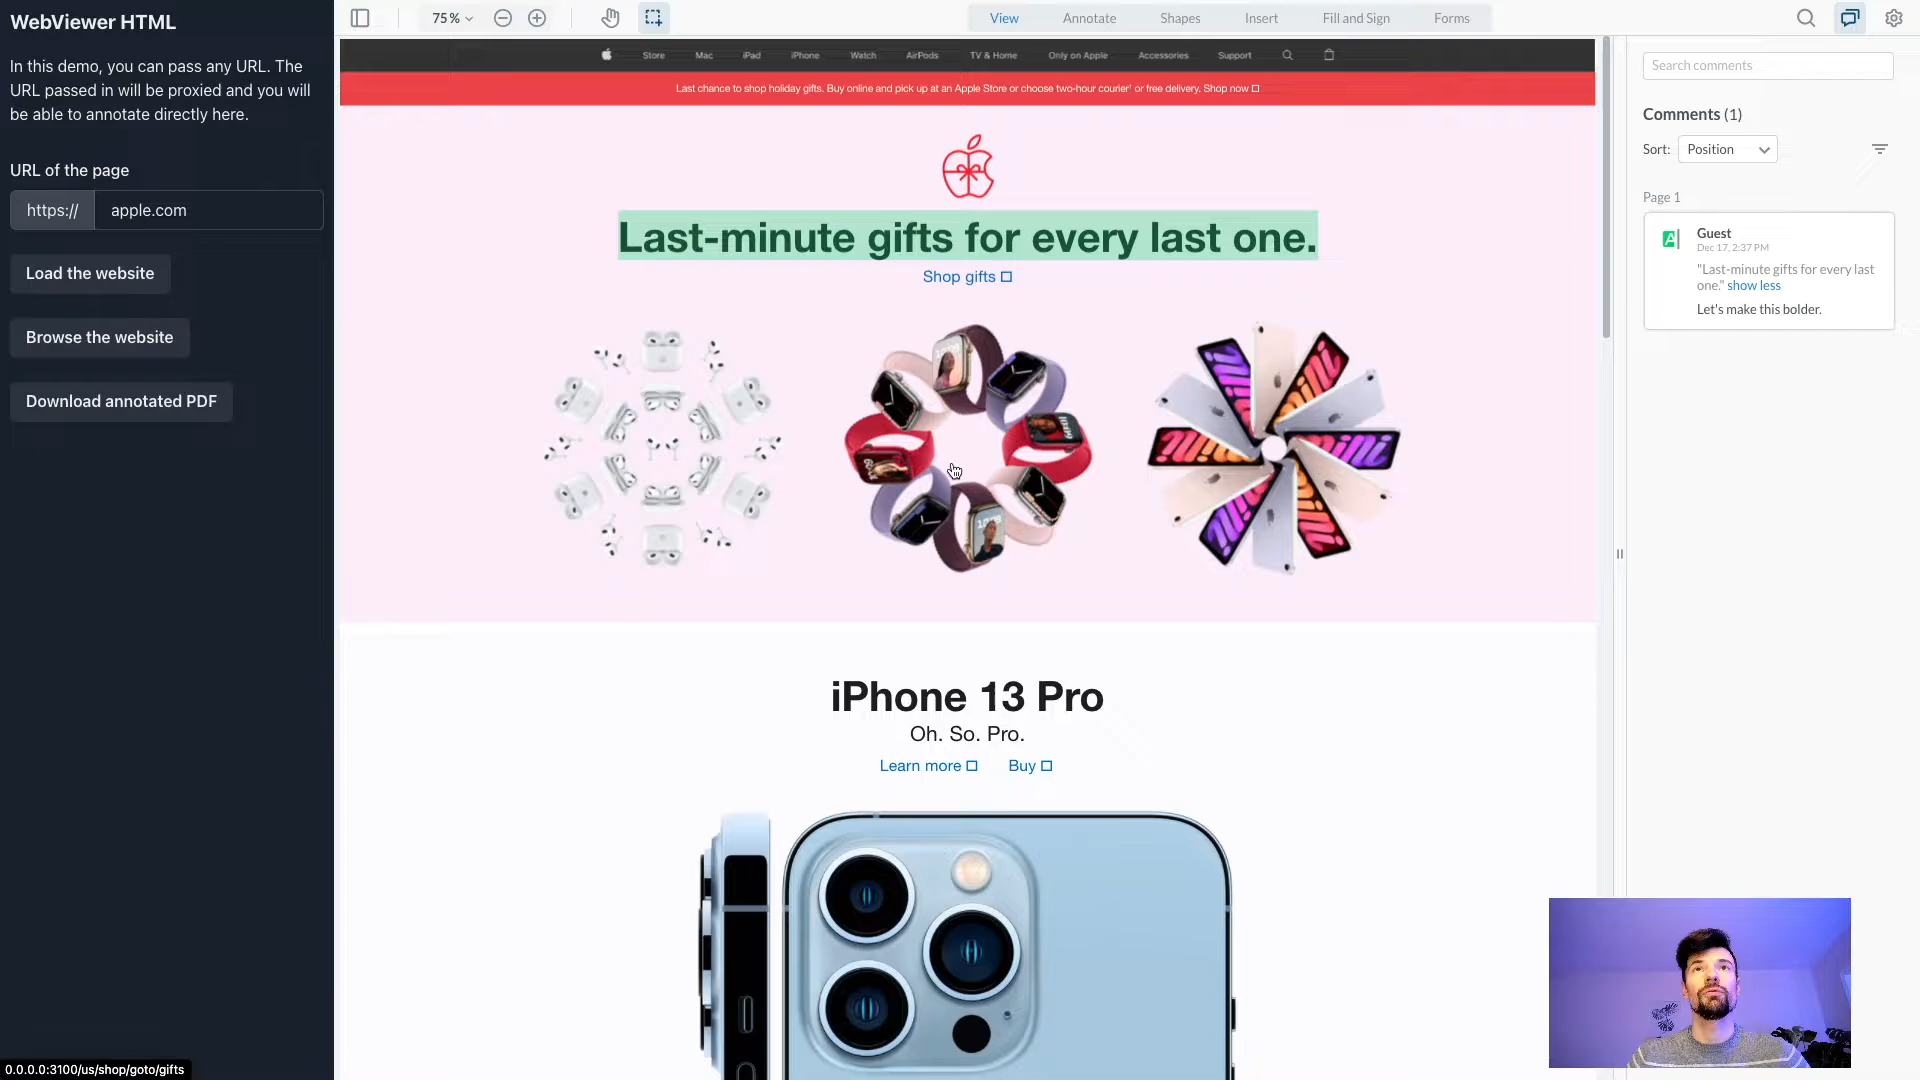 WebViewer HTML
In this demo, you can pass any URL. The
URL passed in will be proxied and you will
be able to annotate directly here.
URL of the page
https://
apple.com
Load the website
Browse the website
Download annotated PDF
75%
View
Annotate
Shapes
Insert
Fill and Sign
Forms
Store
Mac
iPad
iPhone
Watch
AirPods
TV & Home
Only on Apple
Accessories
Support
Last chance to shop holiday gifts. Buy online and pick up at an Apple Store or choose two-hour courier¹ or free delivery. Shop now
Last-minute gifts for every last one.
Shop gifts
iPhone 13 Pro
Oh. So. Pro.
Learn more
Buy
Search comments
Comments (1)
Sort:
Position
Page 1
Guest
Dec 17, 2:37 PM
"Last-minute gifts for every last
one." show less
Let's make this bolder.
0.0.0.0:3100/us/shop/goto/gifts